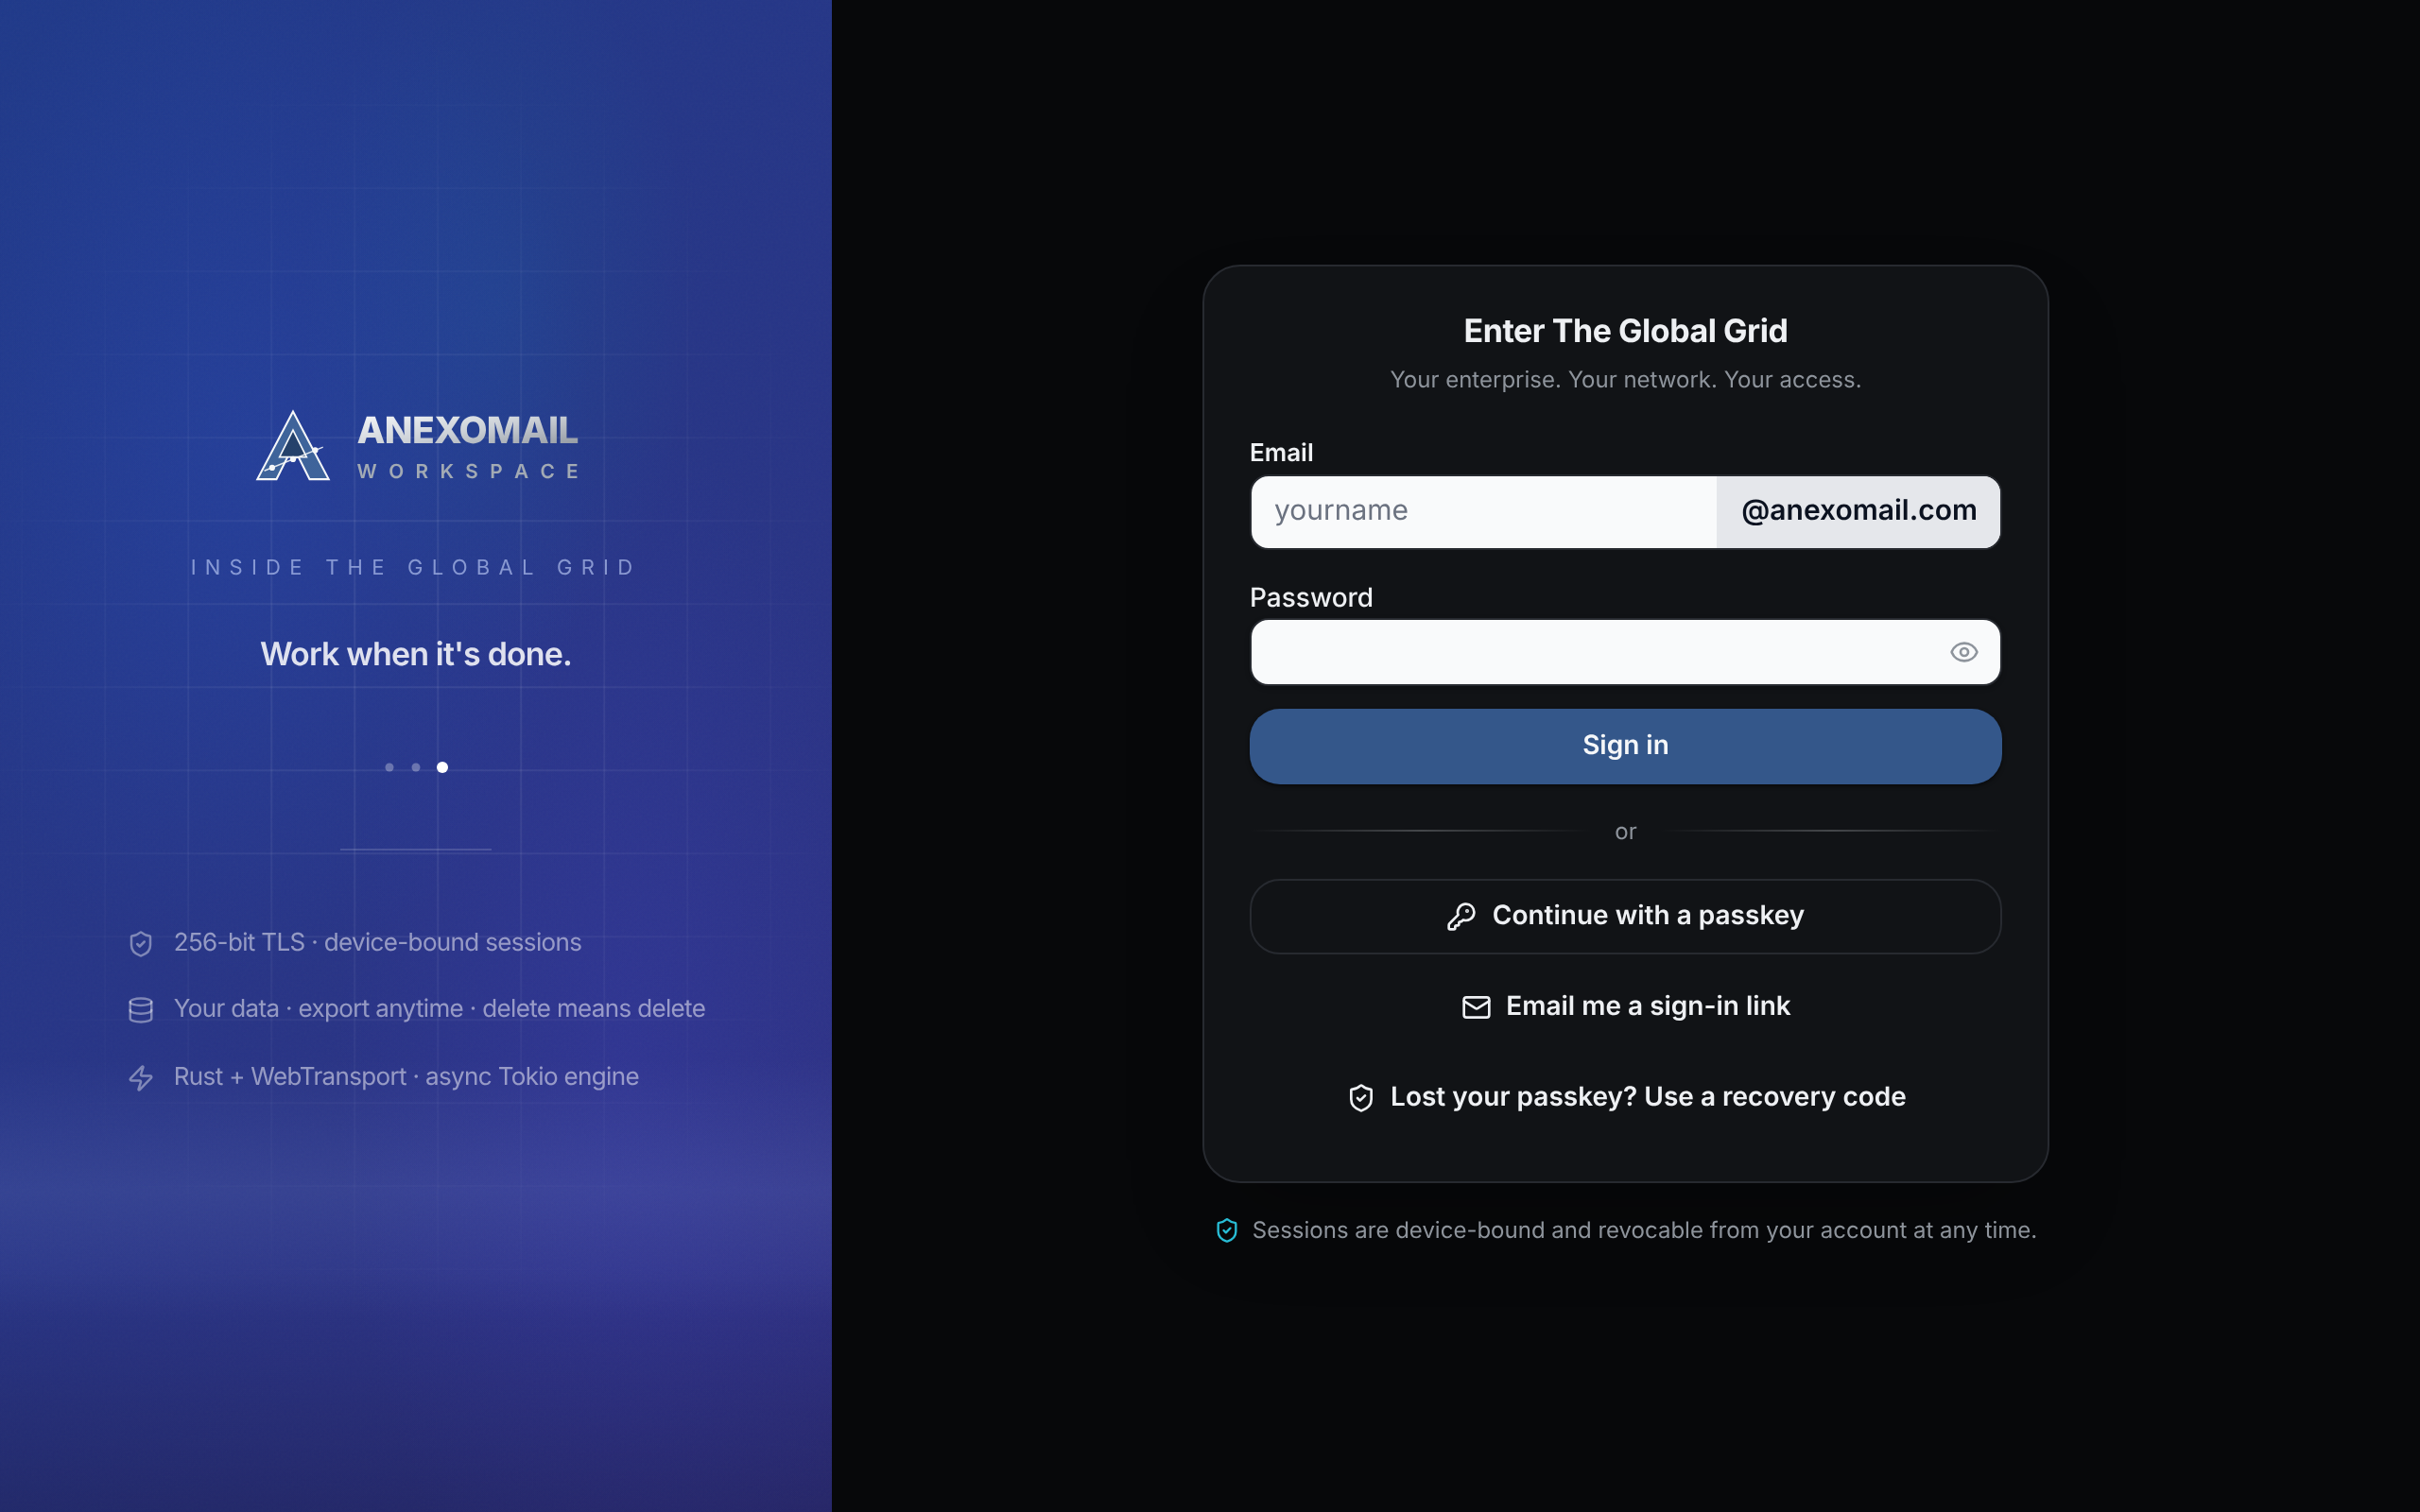 ANEXOMAIL
WORKSPACE
INSIDE THE GLOBAL GRID
Work when it's done.
256-bit TLS · device-bound sessions
Your data · export anytime · delete means delete
Rust + WebTransport · async Tokio engine
Enter The Global Grid
Your enterprise. Your network. Your access.
Email
yourname @anexomail.com
Password
Sign in
or
Continue with a passkey
Email me a sign-in link
Lost your passkey? Use a recovery code
Sessions are device-bound and revocable from your account at any time.